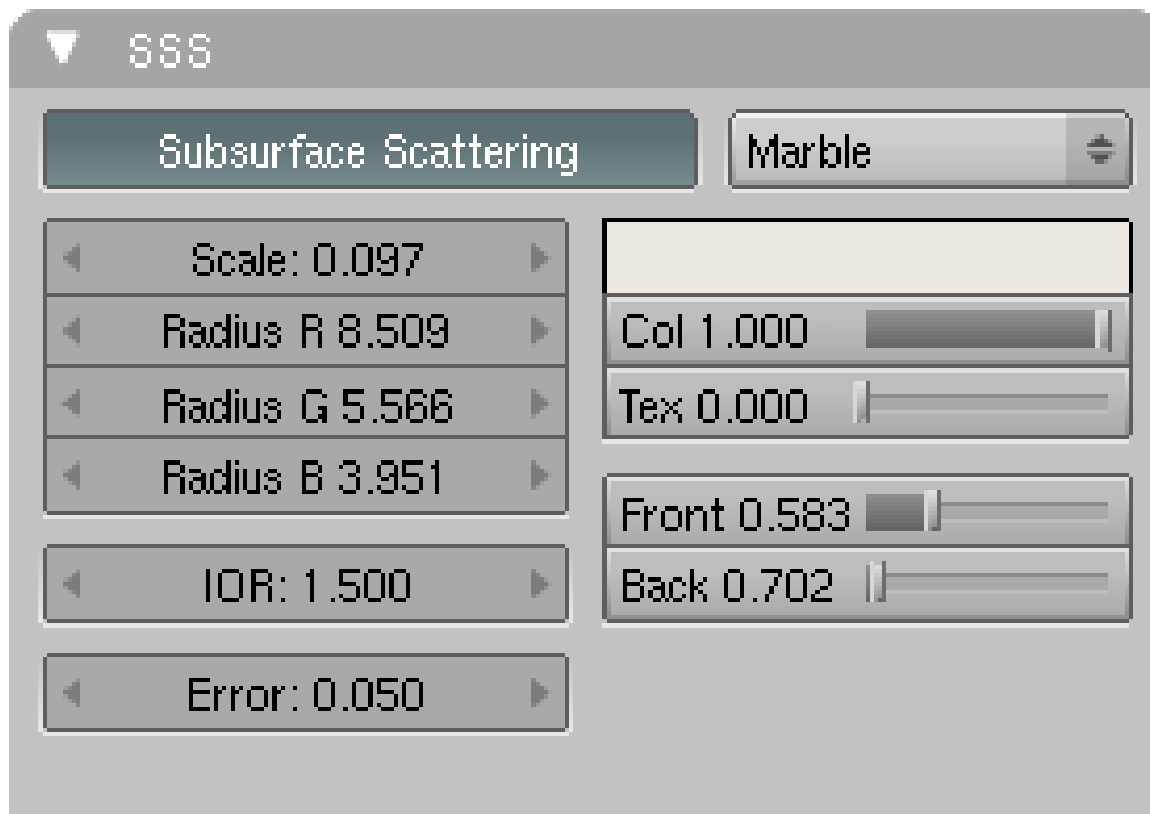 SSS
Subsurface Scattering
Marble
Scale: 0.097
Radius R 8.509
Radius G 5.566
Radius B 3.951
IOR: 1.500
Error: 0.050
Col 1.000
Tex 0.000
Front 0.583
Back 0.702